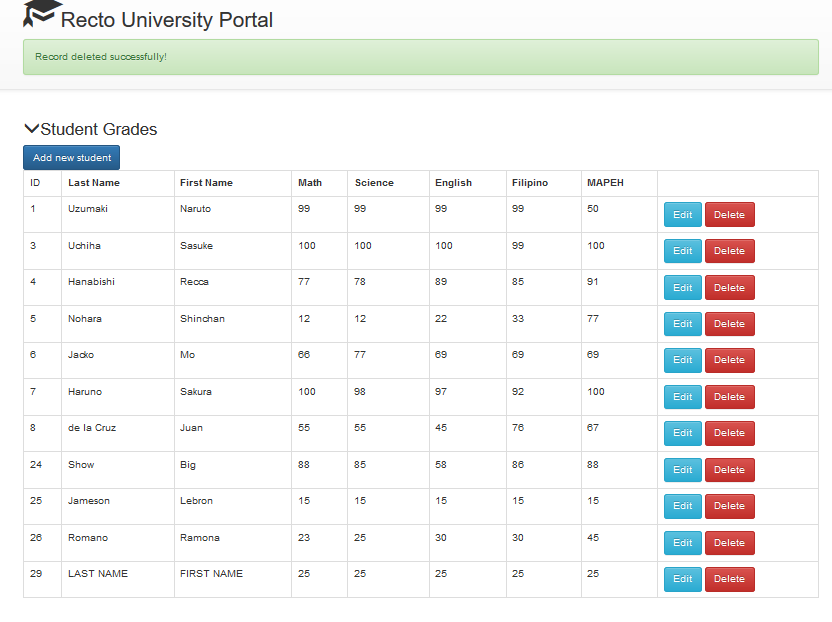 Recto University Portal
Record deleted successfully!
Student Grades
Add new student
ID Last Name First Name Math Science English Filipino MAPEH
1 Uzumaki Naruto 99 99 99 99 50 Edit Delete
3 Uchiha Sasuke 100 100 100 99 100 Edit Delete
4 Hanabishi Recca 77 78 89 85 91 Edit Delete
5 Nohara Shinchan 12 12 22 33 77 Edit Delete
6 Jacko Mo 66 77 69 69 69 Edit Delete
7 Haruno Sakura 100 98 97 92 100 Edit Delete
8 de la Cruz Juan 55 55 45 76 67 Edit Delete
24 Show Big 88 85 58 86 88 Edit Delete
25 Jameson Lebron 15 15 15 15 15 Edit Delete
26 Romano Ramona 23 25 30 30 45 Edit Delete
29 LAST NAME FIRST NAME 25 25 25 25 25 Edit Delete